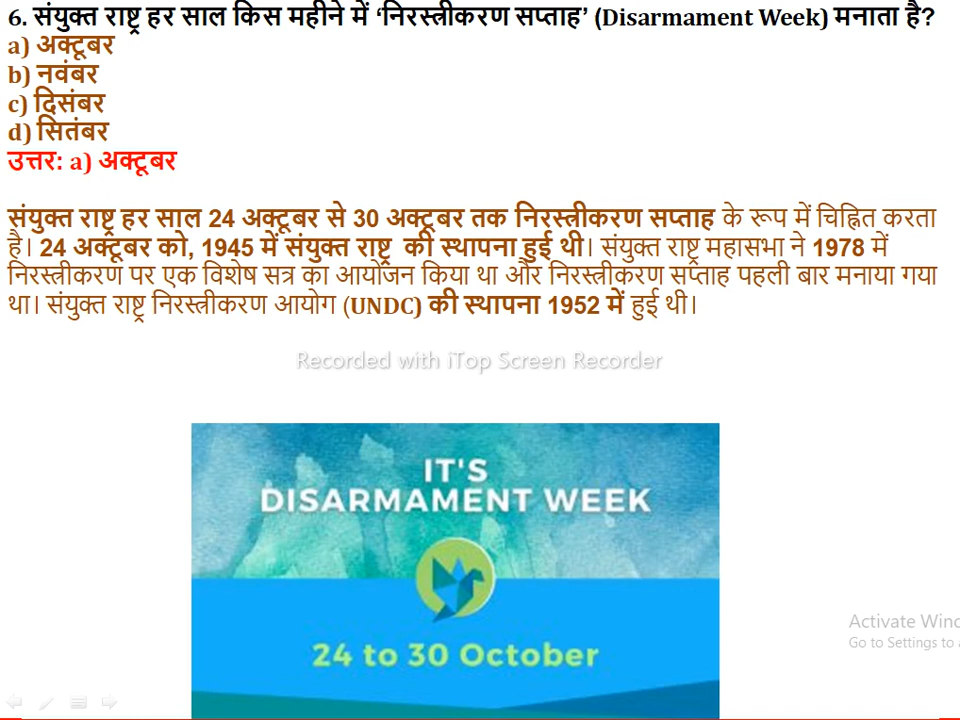 6. संयुक्त राष्ट्र हर साल किस महीने में ‘निरस्त्रीकरण सप्ताह’ (Disarmament Week) मनाता है?
a) अक्टूबर
b) नवंबर
c) दिसंबर
d) सितंबर
उत्तर: a) अक्टूबर
संयुक्त राष्ट्र हर साल 24 अक्टूबर से 30 अक्टूबर तक निरस्त्रीकरण सप्ताह के रूप में चिह्नित करता
है। 24 अक्टूबर को, 1945 में संयुक्त राष्ट्र की स्थापना हुई थी। संयुक्त राष्ट्र महासभा ने 1978 में
निरस्त्रीकरण पर एक विशेष सत्र का आयोजन किया था और निरस्त्रीकरण सप्ताह पहली बार मनाया गया
था। संयुक्त राष्ट्र निरस्त्रीकरण आयोग (UNDC) की स्थापना 1952 में हुई थी।
Recorded with iTop Screen Recorder
IT'S
DISARMAMENT WEEK
24 to 30 October
Activate Wind
Go to Settings to a